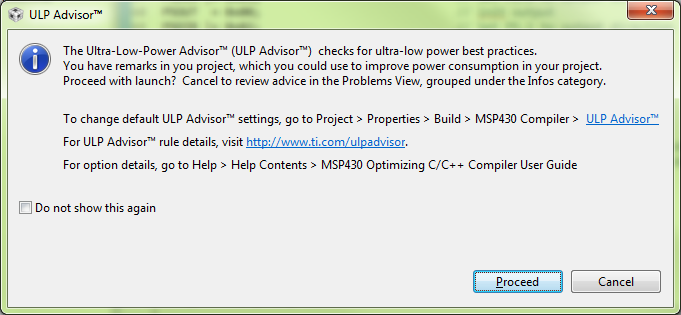 ULP Advisor™
The Ultra-Low-Power Advisor™ (ULP Advisor™) checks for ultra-low power best practices.
You have remarks in your project, which you could use to improve power consumption in your project.
Proceed with launch? Cancel to review advice in the Problems View, grouped under the Infos category.
To change default ULP Advisor™ settings, go to Project > Properties > Build > MSP430 Compiler > ULP Advisor™
For ULP Advisor™ rule details, visit http://www.ti.com/ulpadvisor.
For option details, go to Help > Help Contents > MSP430 Optimizing C/C++ Compiler User Guide
Do not show this again
Proceed Cancel